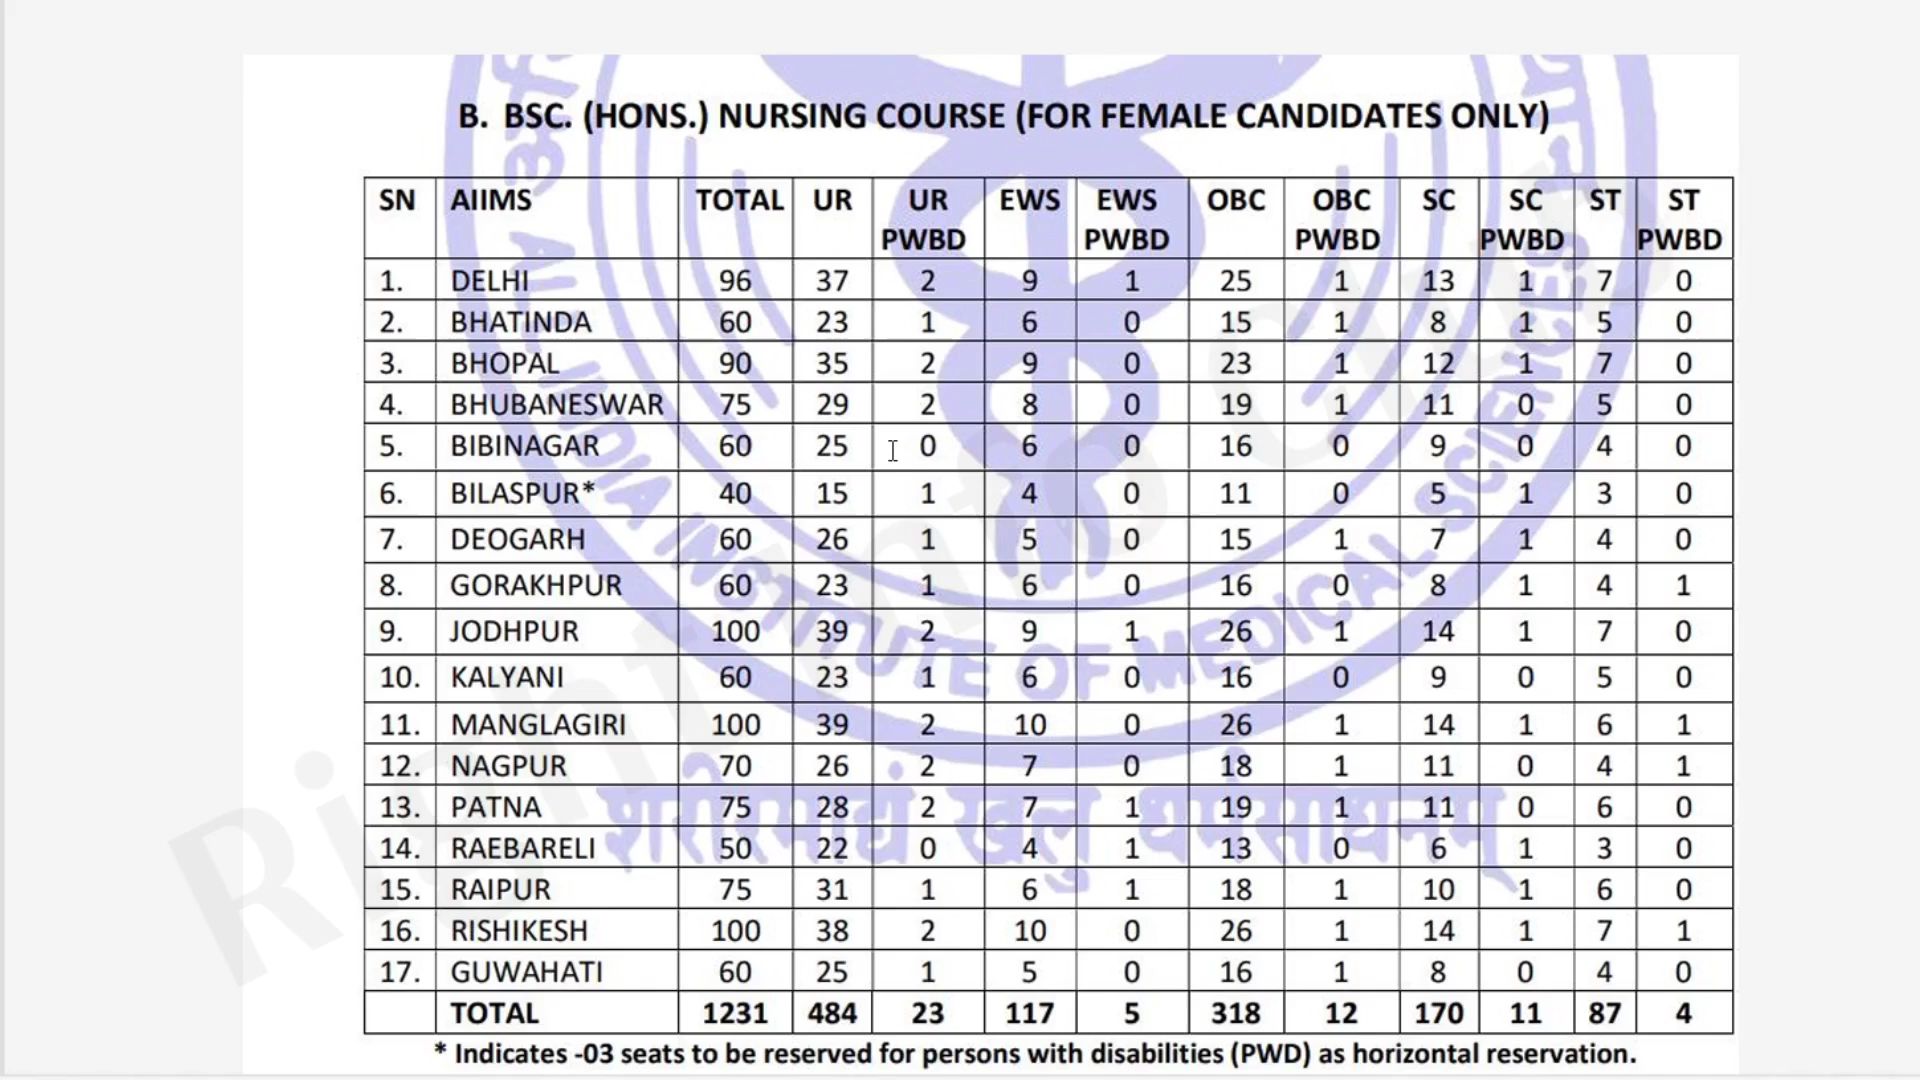 B. BSC. (HONS.) NURSING COURSE (FOR FEMALE CANDIDATES ONLY)
SN AIIMS TOTAL UR UR PWBD EWS EWS PWBD OBC OBC PWBD SC SC PWBD ST ST PWBD
1. DELHI 96 37 2 9 1 25 1 13 1 7 0
2. BHATINDA 60 23 1 6 0 15 1 8 1 5 0
3. BHOPAL 90 35 2 9 0 23 1 12 1 7 0
4. BHUBANESWAR 75 29 2 8 0 19 1 11 0 5 0
5. BIBINAGAR 60 25 0 6 0 16 0 9 0 4 0
6. BILASPUR* 40 15 1 4 0 11 0 5 1 3 0
7. DEOGARH 60 26 1 5 0 15 1 7 1 4 0
8. GORAKHPUR 60 23 1 6 0 16 0 8 1 4 1
9. JODHPUR 100 39 2 9 1 26 1 14 1 7 0
10. KALYANI 60 23 1 6 0 16 0 9 0 5 0
11. MANGLAGIRI 100 39 2 10 0 26 1 14 1 6 1
12. NAGPUR 70 26 2 7 0 18 1 11 0 4 1
13. PATNA 75 28 2 7 1 19 1 11 0 6 0
14. RAEBARELI 50 22 0 4 1 13 0 6 1 3 0
15. RAIPUR 75 31 1 6 1 18 1 10 1 6 0
16. RISHIKESH 100 38 2 10 0 26 1 14 1 7 1
17. GUWAHATI 60 25 1 5 0 16 1 8 0 4 0
TOTAL 1231 484 23 117 5 318 12 170 11 87 4
* Indicates -03 seats to be reserved for persons with disabilities (PWD) as horizontal reservation.
ALL INDIA INSTITUTE OF MEDICAL SCIENCES
शरीरमाद्यं खलु धर्मसाधनम्
Right